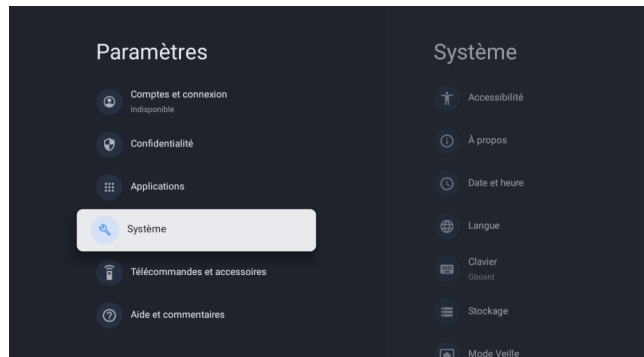 Paramètres
Comptes et connexion
Indisponible
Confidentialité
Applications
Système
Télécommandes et accessoires
Aide et commentaires
Système
Accessibilité
À propos
Date et heure
Langue
Clavier
Gboard
Stockage
Mode Veille